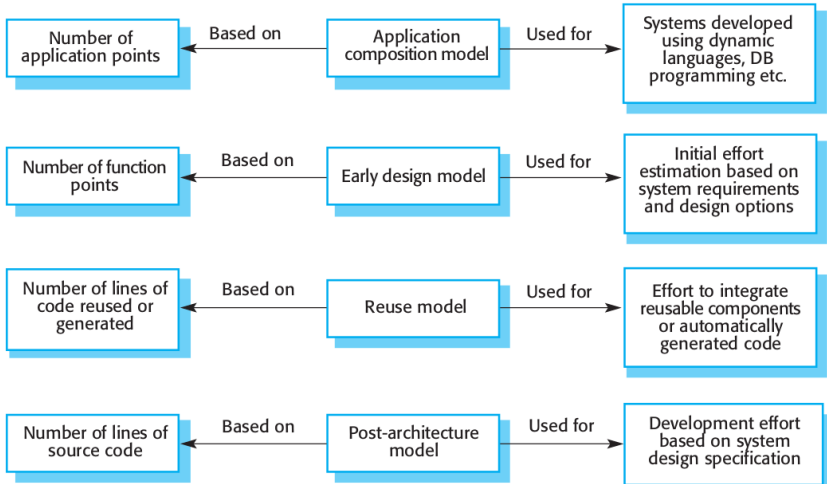 Number of
application points
Based on
Application
composition model
Used for
Systems developed
using dynamic
languages, DB
programming etc.
Number of function
points
Based on
Early design model
Used for
Initial effort
estimation based on
system requirements
and design options
Number of lines of
code reused or
generated
Based on
Reuse model
Used for
Effort to integrate
reusable components
or automatically
generated code
Number of lines of
source code
Based on
Post-architecture
model
Used for
Development effort
based on system
design specification